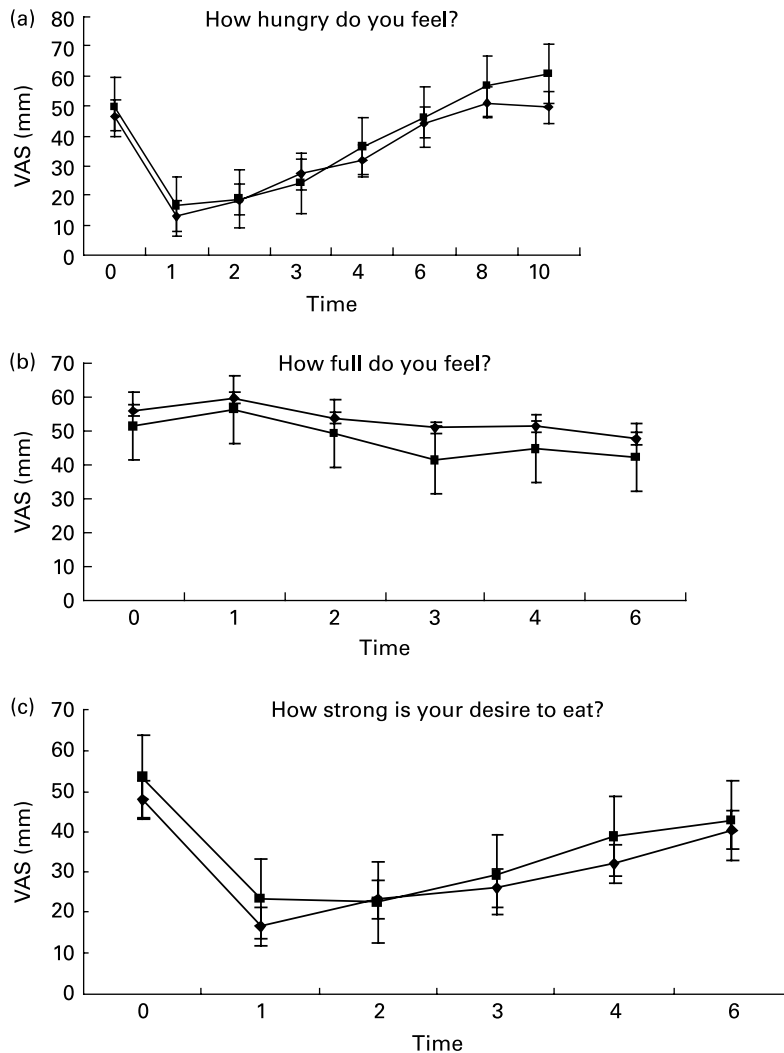 (a)
How hungry do you feel?
VAS (mm)
80
70
60
50
40
30
20
10
0
0 1 2 3 4 6 8 10
Time
(b)
How full do you feel?
VAS (mm)
70
60
50
40
30
20
10
0
0 1 2 3 4 6
Time
(c)
How strong is your desire to eat?
VAS (mm)
70
60
50
40
30
20
10
0
0 1 2 3 4 6
Time